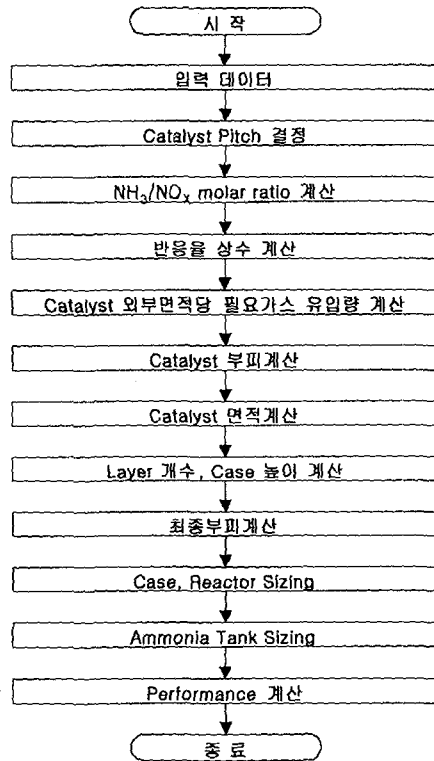 시 작
입력 데이터
Catalyst Pitch 결정
NH₃/NOₓ molar ratio 계산
반응율 상수 계산
Catalyst 외부면적당 필요가스 유입량 계산
Catalyst 부피계산
Catalyst 면적계산
Layer 개수, Case 높이 계산
최종부피계산
Case, Reactor Sizing
Ammonia Tank Sizing
Performance 계산
종 료